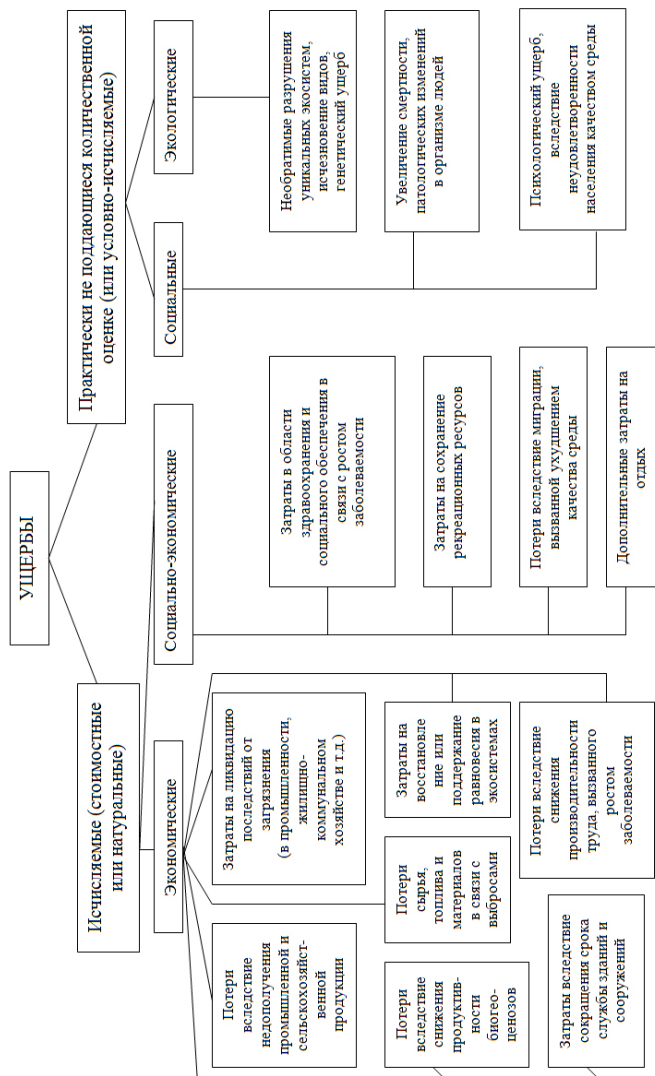 УЩЕРБЫ
Исчисляемые (стоимостные
или натуральные)
Практически не поддающиеся количественной
оценке (или условно-исчисляемые)
Экономические
Социально-экономические
Социальные
Экологические
Потери
вследствие
недополучения
промышленной и
сельскохозяйст-
венной
продукции
Затраты на ликвидацию
последствий от
загрязнения
(в промышленности,
жилищно-
коммунальном
хозяйстве и т.д.)
Потери
вследствие
снижения
продуктив-
ности
биогео-
ценозов
Потери
сырья,
топлива и
материалов
в связи с
выбросами
Затраты на
восстановле
ние или
поддержание
равновесия в
экосистемах
Затраты вследствие
сокращения срока
службы зданий и
сооружений
Потери вследствие
снижения
производительности
труда, вызванного
ростом
заболеваемости
Затраты в области
здравоохранения и
социального обеспечения в
связи с ростом
заболеваемости
Затраты на сохранение
рекреационных ресурсов
Потери вследствие миграции,
вызванной ухудшением
качества среды
Дополнительные затраты на
отдых
Необратимые разрушения
уникальных экосистем,
исчезновение видов,
генетический ущерб
Увеличение смертности,
патологических изменений
в организме людей
Психологический ущерб,
вследствие
неудовлетворенности
населения качеством среды